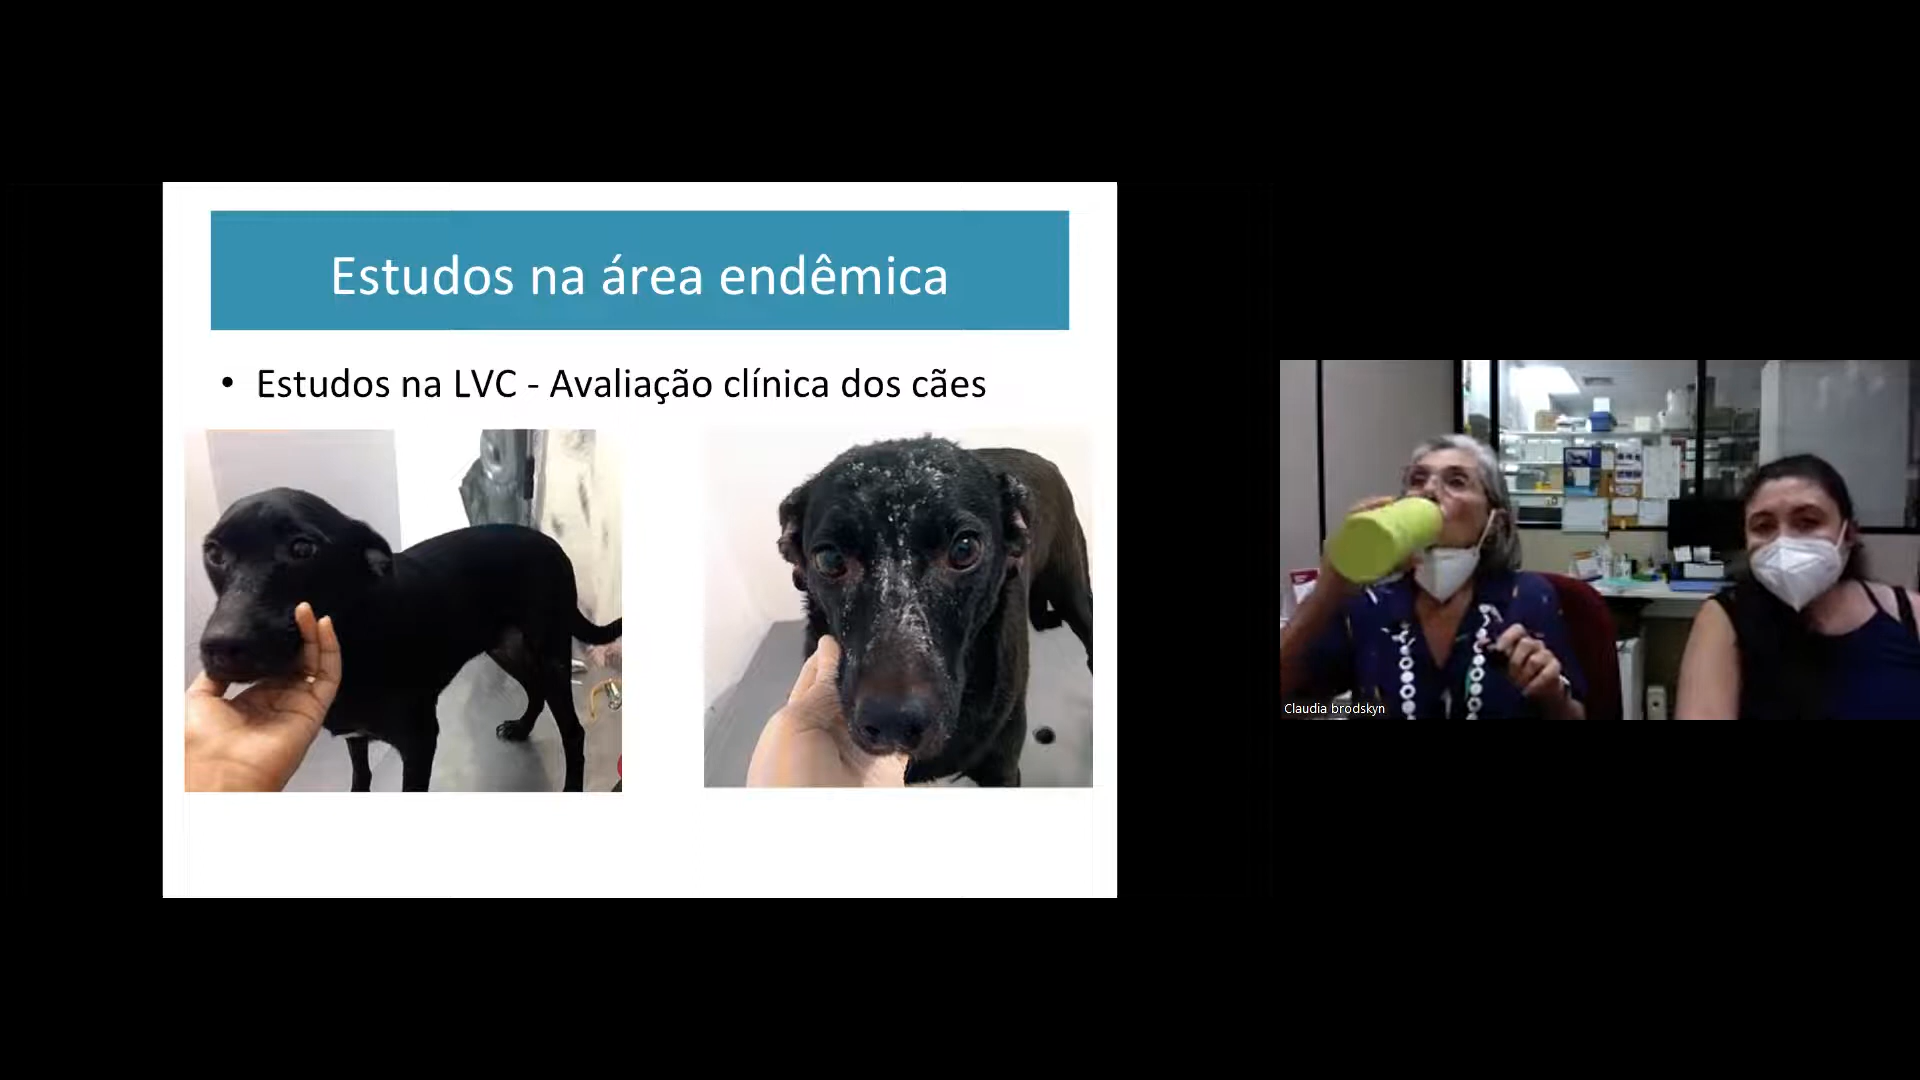 Estudos na área endêmica
• Estudos na LVC - Avaliação clínica dos cães
Claudia brodskyn